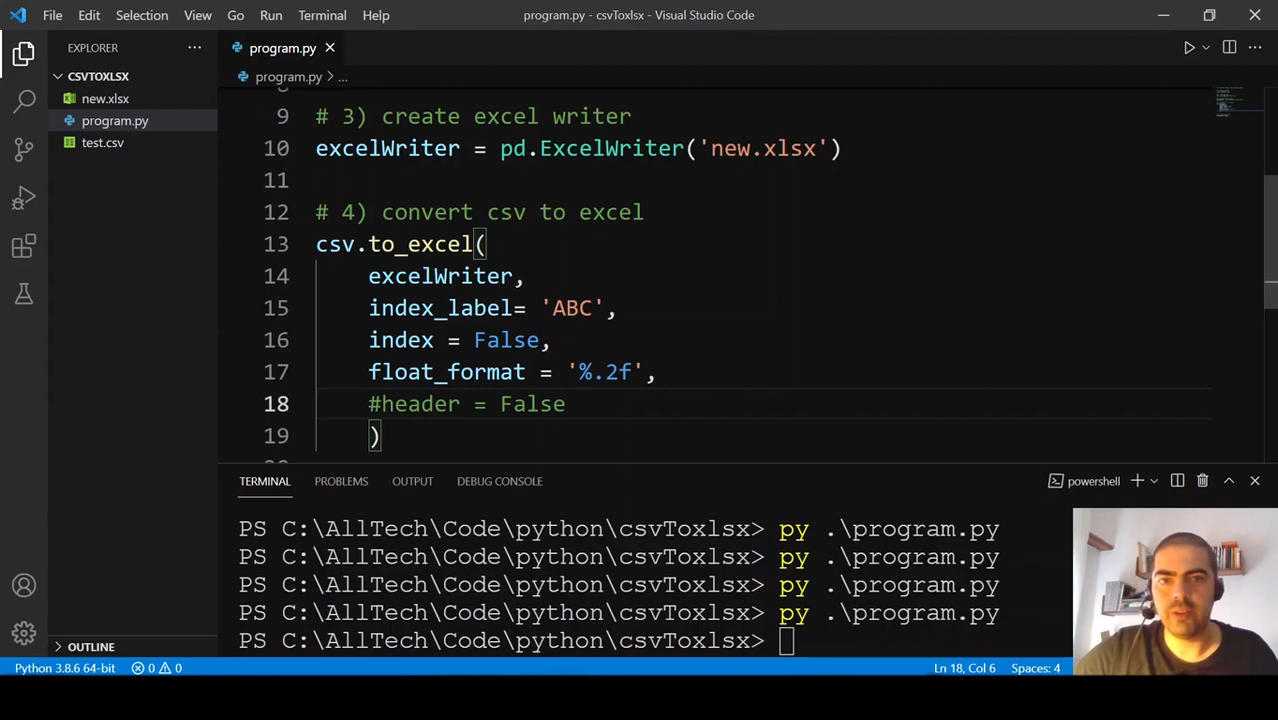 File Edit Selection View Go Run Terminal Help
program.py - csvToxlsx - Visual Studio Code
EXPLORER
CSVTOXLSX
new.xlsx
program.py
test.csv
OUTLINE
program.py
program.py > ...
9 # 3) create excel writer
10 excelWriter = pd.ExcelWriter('new.xlsx')
11
12 # 4) convert csv to excel
13 csv.to_excel(
14 excelWriter,
15 index_label= 'ABC',
16 index = False,
17 float_format = '%.2f',
18 #header = False
19 )
TERMINAL PROBLEMS OUTPUT DEBUG CONSOLE
powershell
PS C:\AllTech\Code\python\csvToxlsx> py .\program.py
PS C:\AllTech\Code\python\csvToxlsx> py .\program.py
PS C:\AllTech\Code\python\csvToxlsx> py .\program.py
PS C:\AllTech\Code\python\csvToxlsx> py .\program.py
PS C:\AllTech\Code\python\csvToxlsx>
Python 3.8.6 64-bit 0 0 Ln 18, Col 6 Spaces: 4